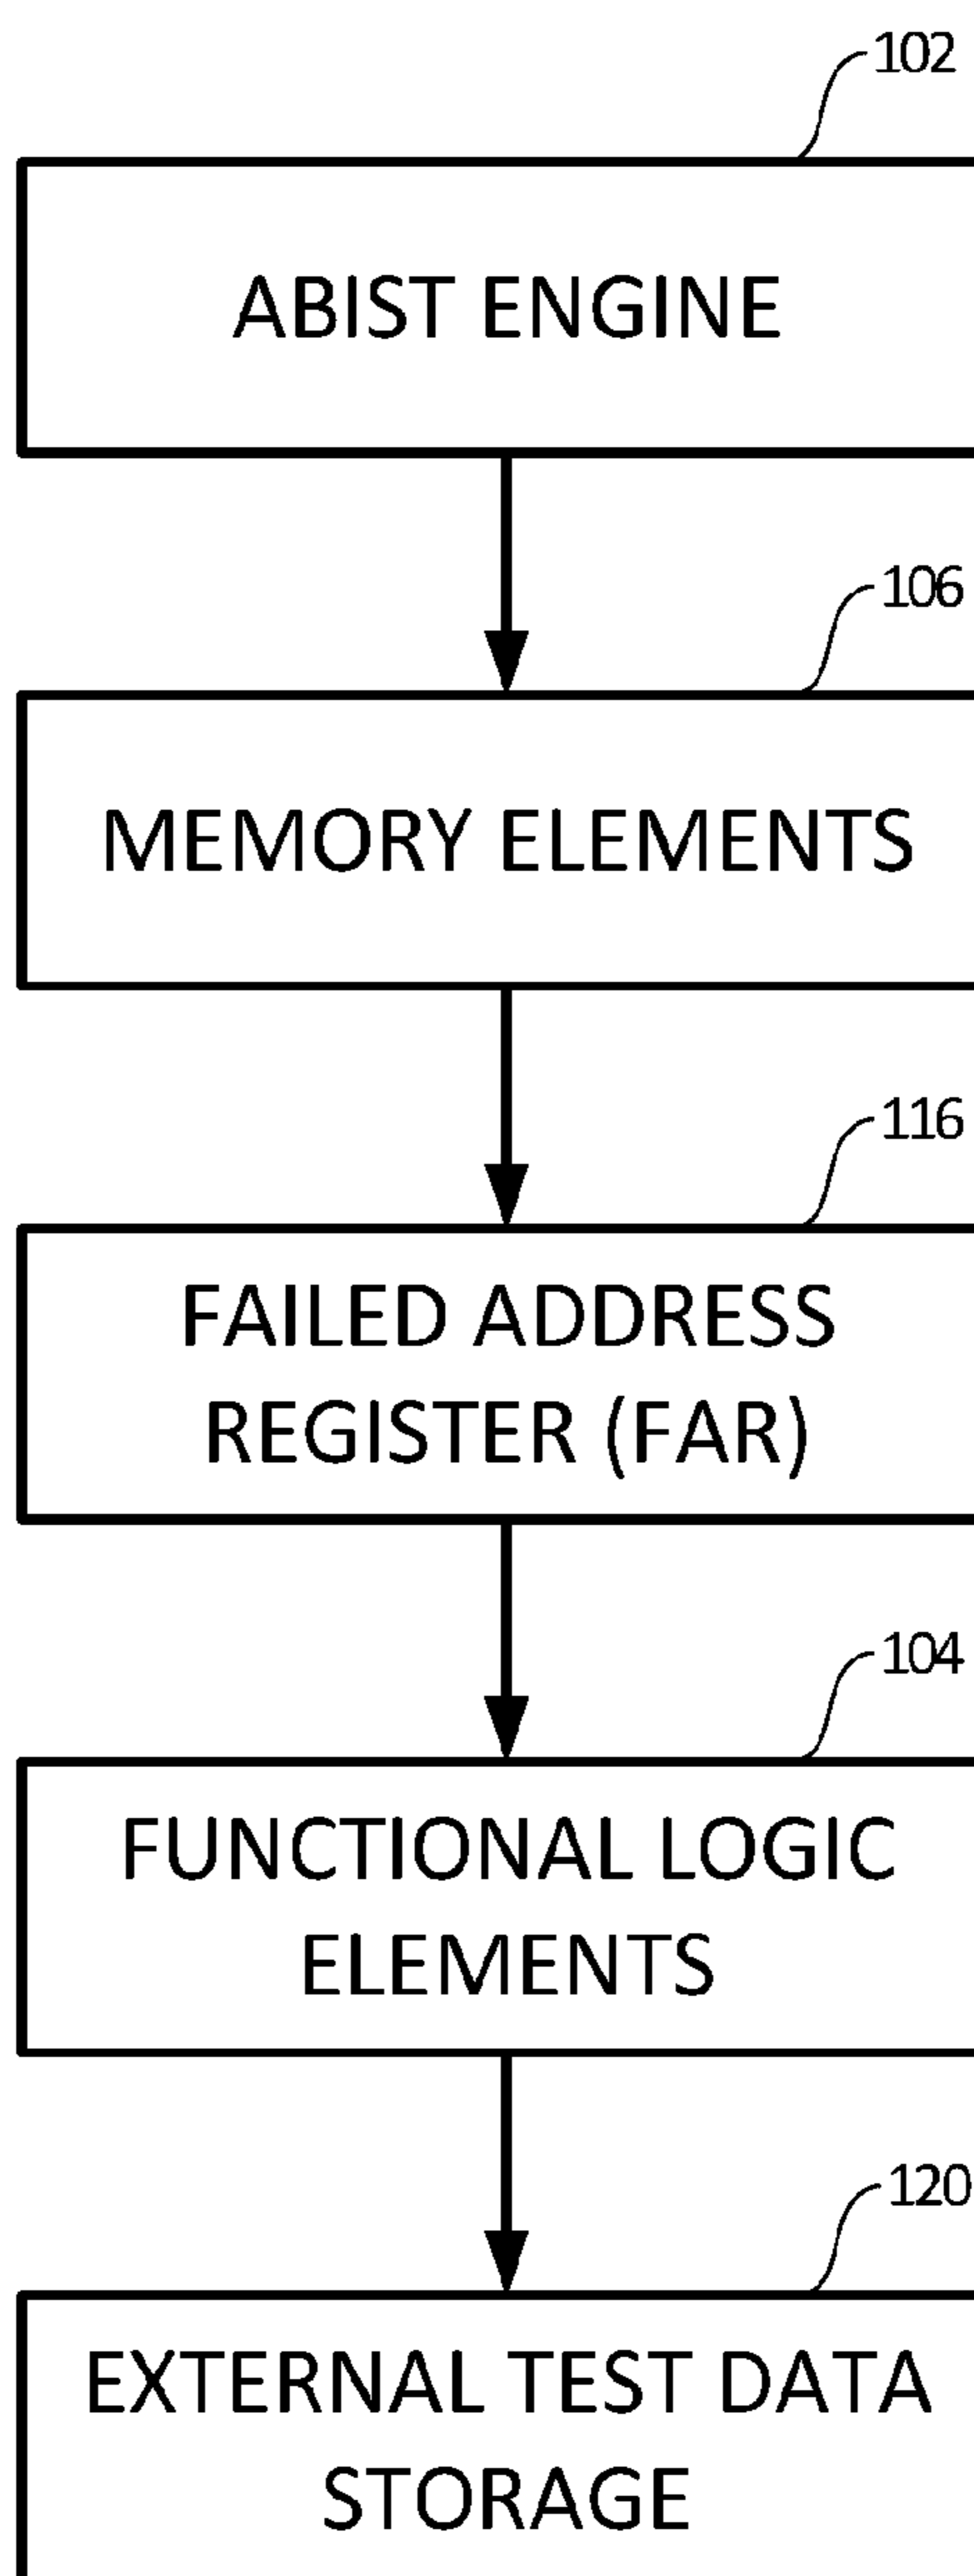 102
ABIST ENGINE
106
MEMORY ELEMENTS
116
FAILED ADDRESS
REGISTER (FAR)
104
FUNCTIONAL LOGIC
ELEMENTS
120
EXTERNAL TEST DATA
STORAGE